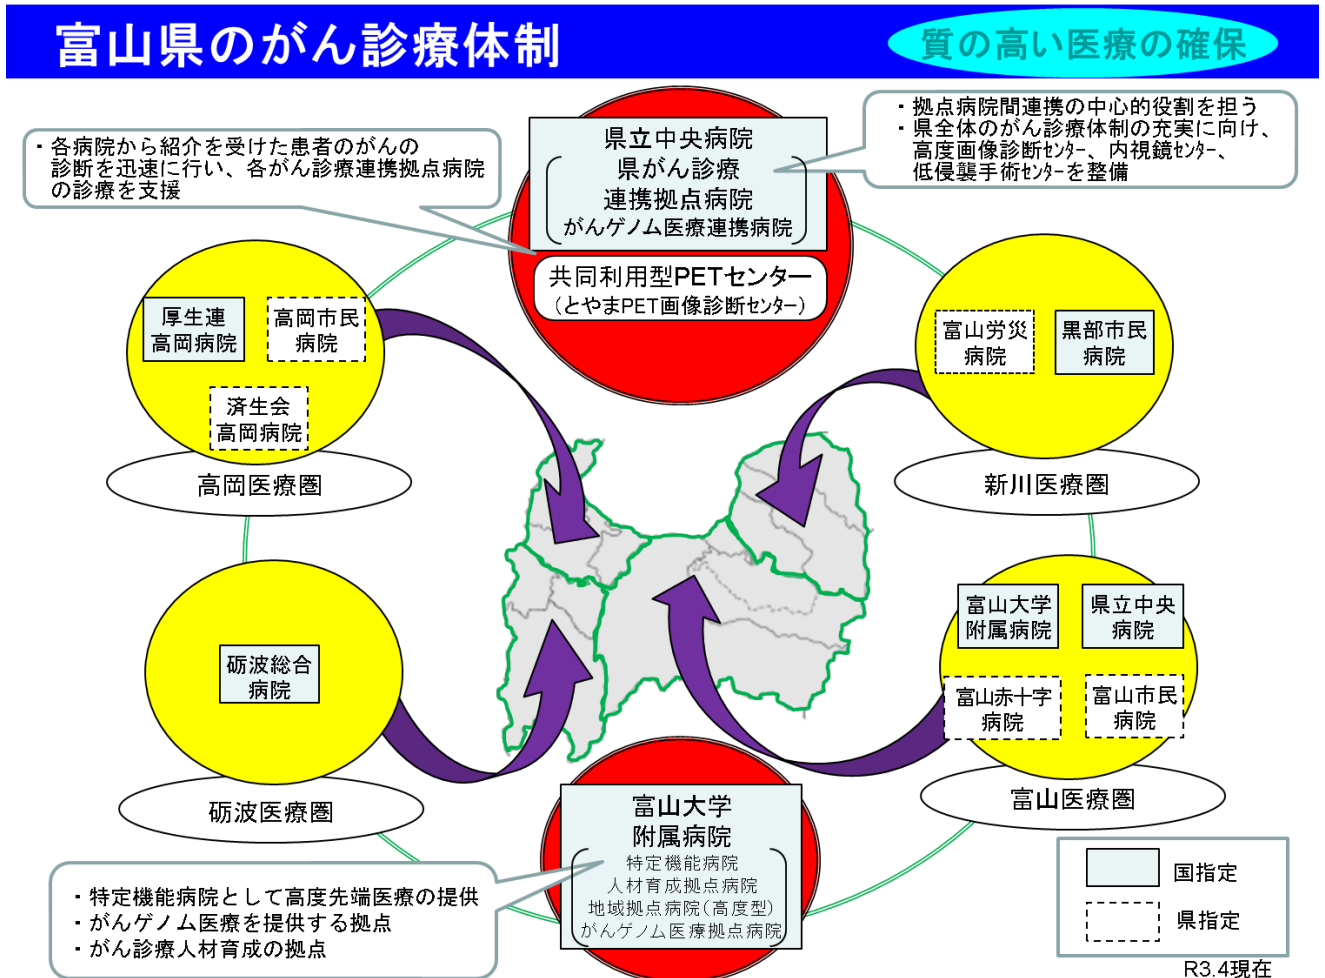 富山県のがん診療体制
質の高い医療の確保
・各病院から紹介を受けた患者のがんの
診断を迅速に行い、各がん診療連携拠点病院
の診療を支援
県立中央病院
県がん診療
連携拠点病院
がんゲノム医療連携病院
共同利用型PETセンター
(とやまPET画像診断ｾﾝﾀｰ)
・拠点病院間連携の中心的役割を担う
・県全体のがん診療体制の充実に向け、
高度画像診断ｾﾝﾀｰ、内視鏡ｾﾝﾀｰ、
低侵襲手術ｾﾝﾀｰを整備
厚生連
高岡病院
高岡市民
病院
済生会
高岡病院
高岡医療圏
富山労災
病院
黒部市民
病院
新川医療圏
砺波総合
病院
砺波医療圏
富山大学
附属病院
県立中央
病院
富山赤十字
病院
富山市民
病院
富山医療圏
富山大学
附属病院
特定機能病院
人材育成拠点病院
地域拠点病院(高度型)
がんゲノム医療拠点病院
・特定機能病院として高度先端医療の提供
・がんゲノム医療を提供する拠点
・がん診療人材育成の拠点
国指定
県指定
R3.4現在